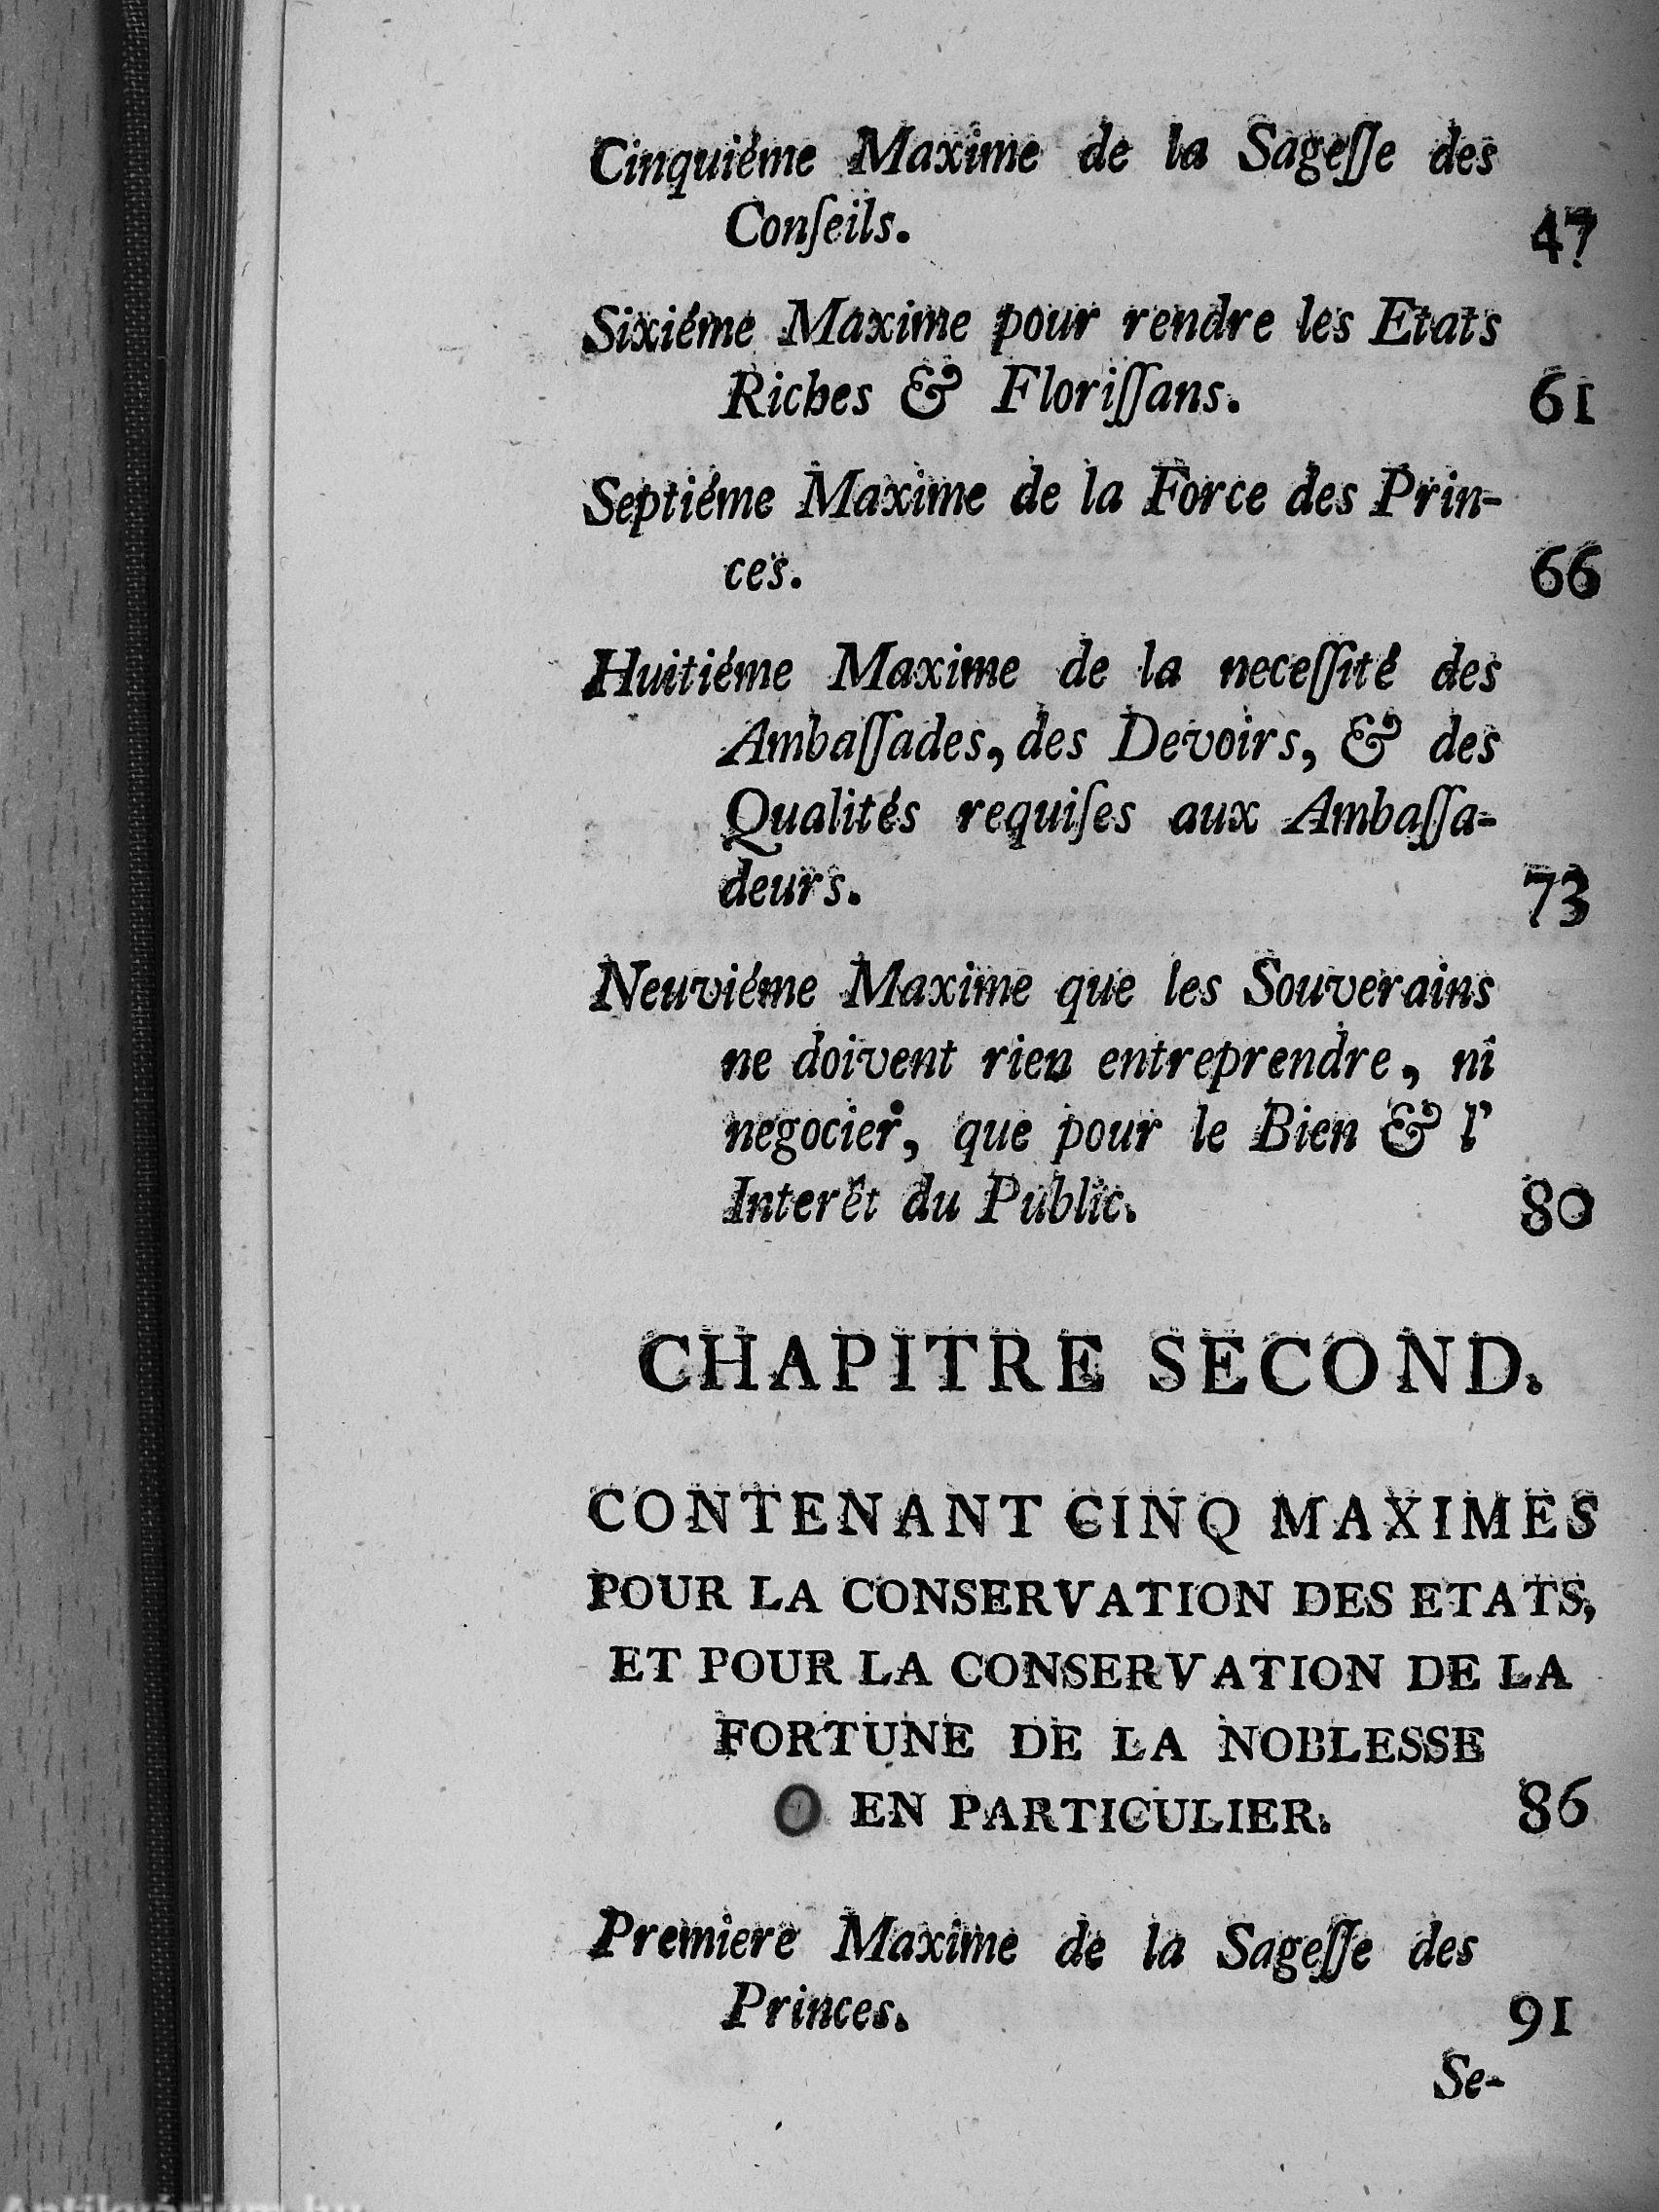 Cinquiéme Maxime de la Sageſſe des
Conſeils. 47
Sixiéme Maxime pour rendre les Etats
Riches & Floriſſans. 61
Septiéme Maxime de la Force des Prin-
ces. 66
Huitiéme Maxime de la neceſſité des
Ambaſſades, des Devoirs, & des
Qualités requiſes aux Ambaſſa-
deurs. 73
Neuviéme Maxime que les Souverains
ne doivent rien entreprendre, ni
negocier, que pour le Bien & l'
Interêt du Public. 80
CHAPITRE SECOND.
CONTENANT CINQ MAXIMES
POUR LA CONSERVATION DES ETATS,
ET POUR LA CONSERVATION DE LA
FORTUNE DE LA NOBLESSE
EN PARTICULIER. 86
Premiere Maxime de la Sageſſe des
Princes. 91
Se-